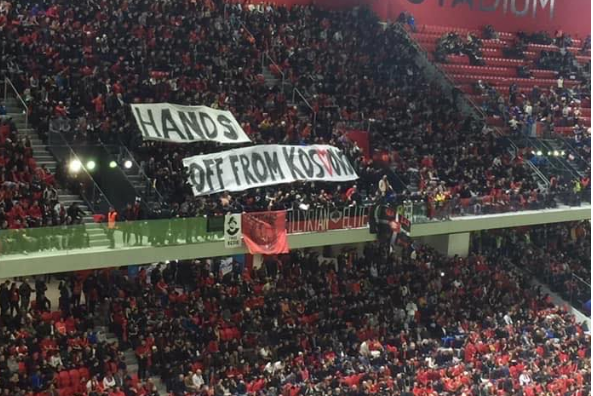 STADIUM
HANDS
OFF FROM KOSOVO